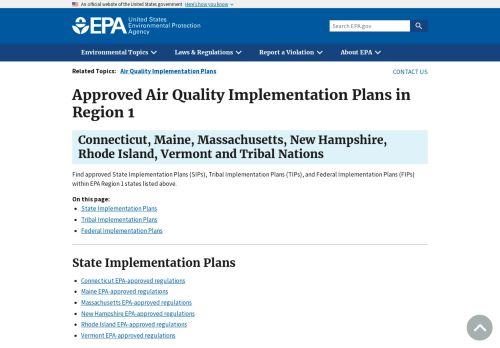 An official website of the United States government Here's how you know
EPA United States
Environmental Protection
Agency
Search EPA.gov
Environmental Topics Laws & Regulations Report a Violation About EPA
Related Topics: Air Quality Implementation Plans
CONTACT US
Approved Air Quality Implementation Plans in
Region 1
Connecticut, Maine, Massachusetts, New Hampshire,
Rhode Island, Vermont and Tribal Nations
Find approved State Implementation Plans (SIPs), Tribal Implementation Plans (TIPs), and Federal Implementation Plans (FIPs)
within EPA Region 1 states listed above.
On this page:
State Implementation Plans
Tribal Implementation Plans
Federal Implementation Plans
State Implementation Plans
Connecticut EPA-approved regulations
Maine EPA-approved regulations
Massachusetts EPA-approved regulations
New Hampshire EPA-approved regulations
Rhode Island EPA-approved regulations
Vermont EPA-approved regulations